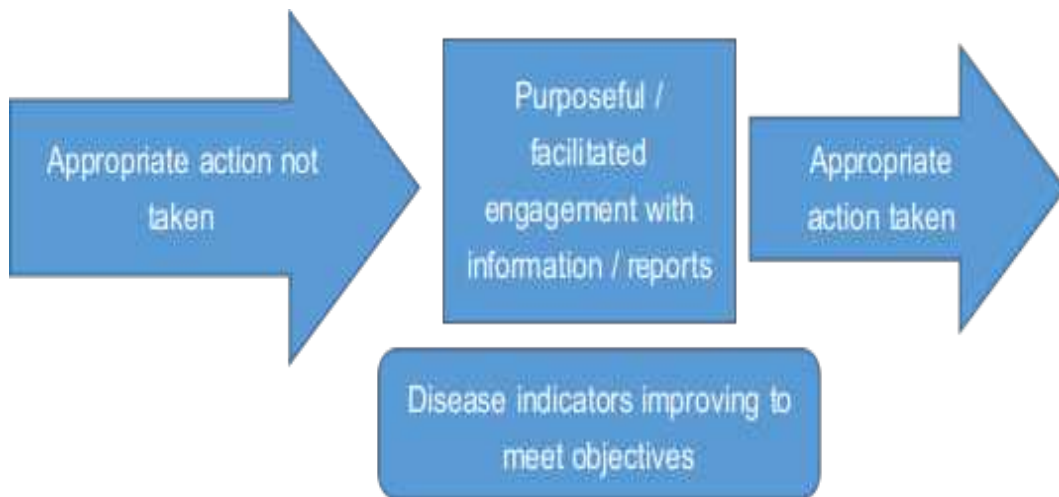 Appropriate action not
taken
Purposeful /
facilitated
engagement with
information / reports
Appropriate
action taken
Disease indicators improving to
meet objectives